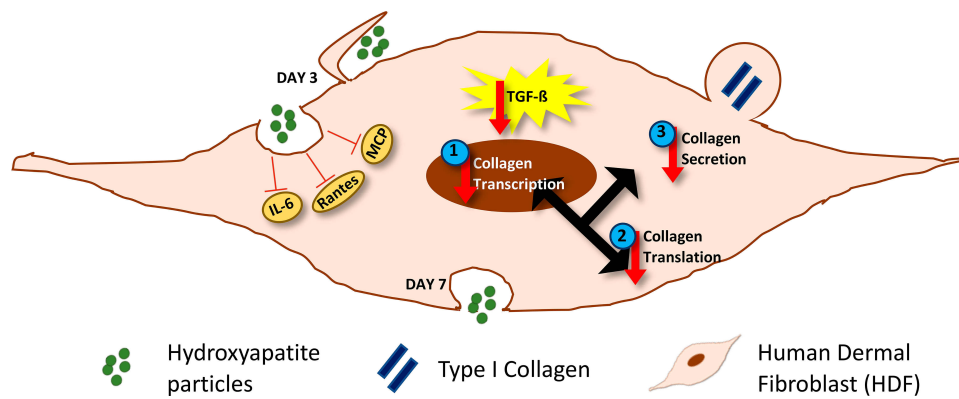 DAY 3
TGF-ß
MCP
Rantes
IL-6
1
Collagen
Transcription
3
Collagen
Secretion
2
Collagen
Translation
DAY 7
Hydroxyapatite
particles
Type I Collagen
Human Dermal
Fibroblast (HDF)